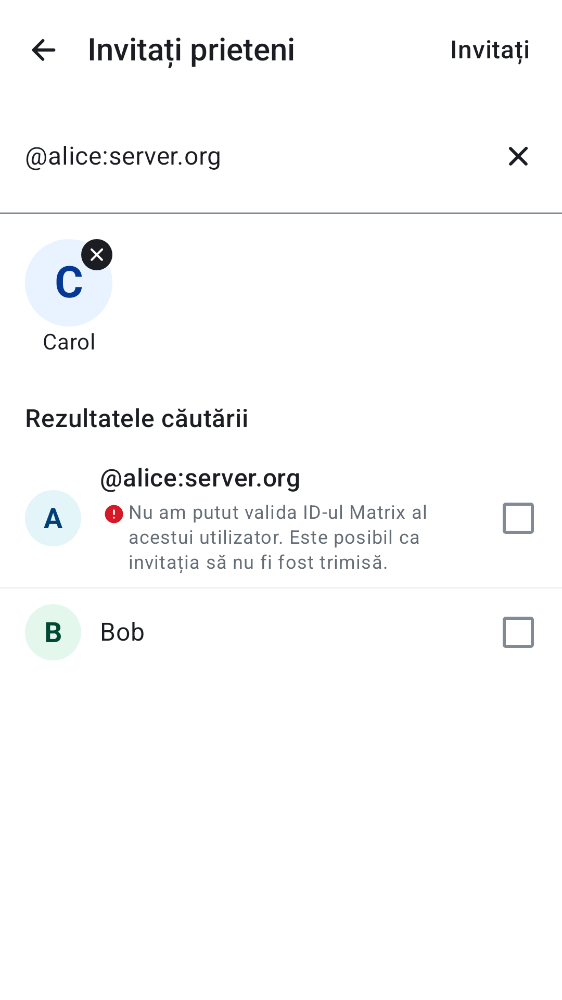 Invitați prieteni
Invitați
@alice:server.org
C
Carol
Rezultatele căutării
@alice:server.org
A
Nu am putut valida ID-ul Matrix al
acestui utilizator. Este posibil ca
invitația să nu fi fost trimisă.
B
Bob